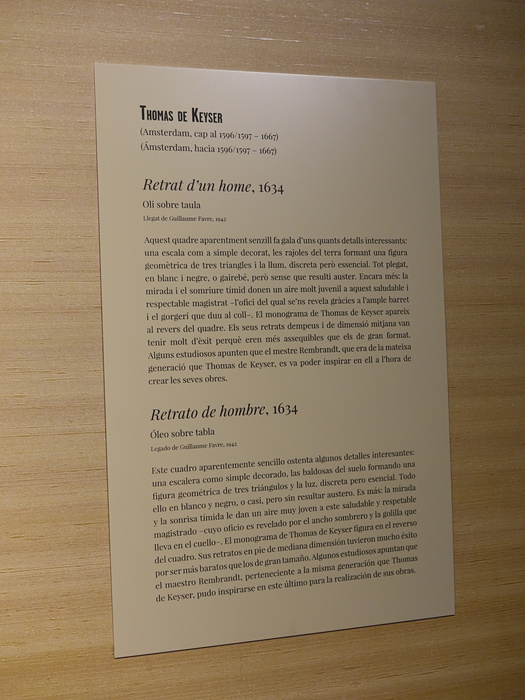 THOMAS DE KEYSER
(Amsterdam, cap al 1596/1597 – 1667)
(Ámsterdam, hacia 1596/1597 – 1667)
Retrat d'un home, 1634
Oli sobre taula
Llegat de Guillaume Favre, 1942
Aquest quadre aparentment senzill fa gala d'uns quants detalls interessants:
una escala com a simple decorat, les rajoles del terra formant una figura
geomètrica de tres triangles i la llum, discreta però essencial. Tot plegat,
en blanc i negre, o gairebé, però sense que resulti auster. Encara més: la
mirada i el somriure tímid donen un aire molt juvenil a aquest saludable i
respectable magistrat –l'ofici del qual se'ns revela gràcies a l'ample barret
i el gorgeri que duu al coll–. El monograma de Thomas de Keyser apareix
al revers del quadre. Els seus retrats dempeus i de dimensió mitjana van
tenir molt d'èxit perquè eren més assequibles que els de gran format.
Alguns estudiosos apunten que el mestre Rembrandt, que era de la mateixa
generació que Thomas de Keyser, es va poder inspirar en ell a l'hora de
crear les seves obres.
Retrato de hombre, 1634
Óleo sobre tabla
Legado de Guillaume Favre, 1942
Este cuadro aparentemente sencillo ostenta algunos detalles interesantes:
una escalera como simple decorado, las baldosas del suelo formando una
figura geométrica de tres triángulos y la luz, discreta pero esencial. Todo
ello en blanco y negro, o casi, pero sin resultar austero. Es más: la mirada
y la sonrisa tímida le dan un aire muy joven a este saludable y respetable
magistrado –cuyo oficio es revelado por el ancho sombrero y la golilla que
lleva en el cuello–. El monograma de Thomas de Keyser figura en el reverso
del cuadro. Sus retratos en pie de mediana dimensión tuvieron mucho éxito
por ser más baratos que los de gran tamaño. Algunos estudiosos apuntan que
el maestro Rembrandt, perteneciente a la misma generación que Thomas
de Keyser, pudo inspirarse en este último para la realización de sus obras.